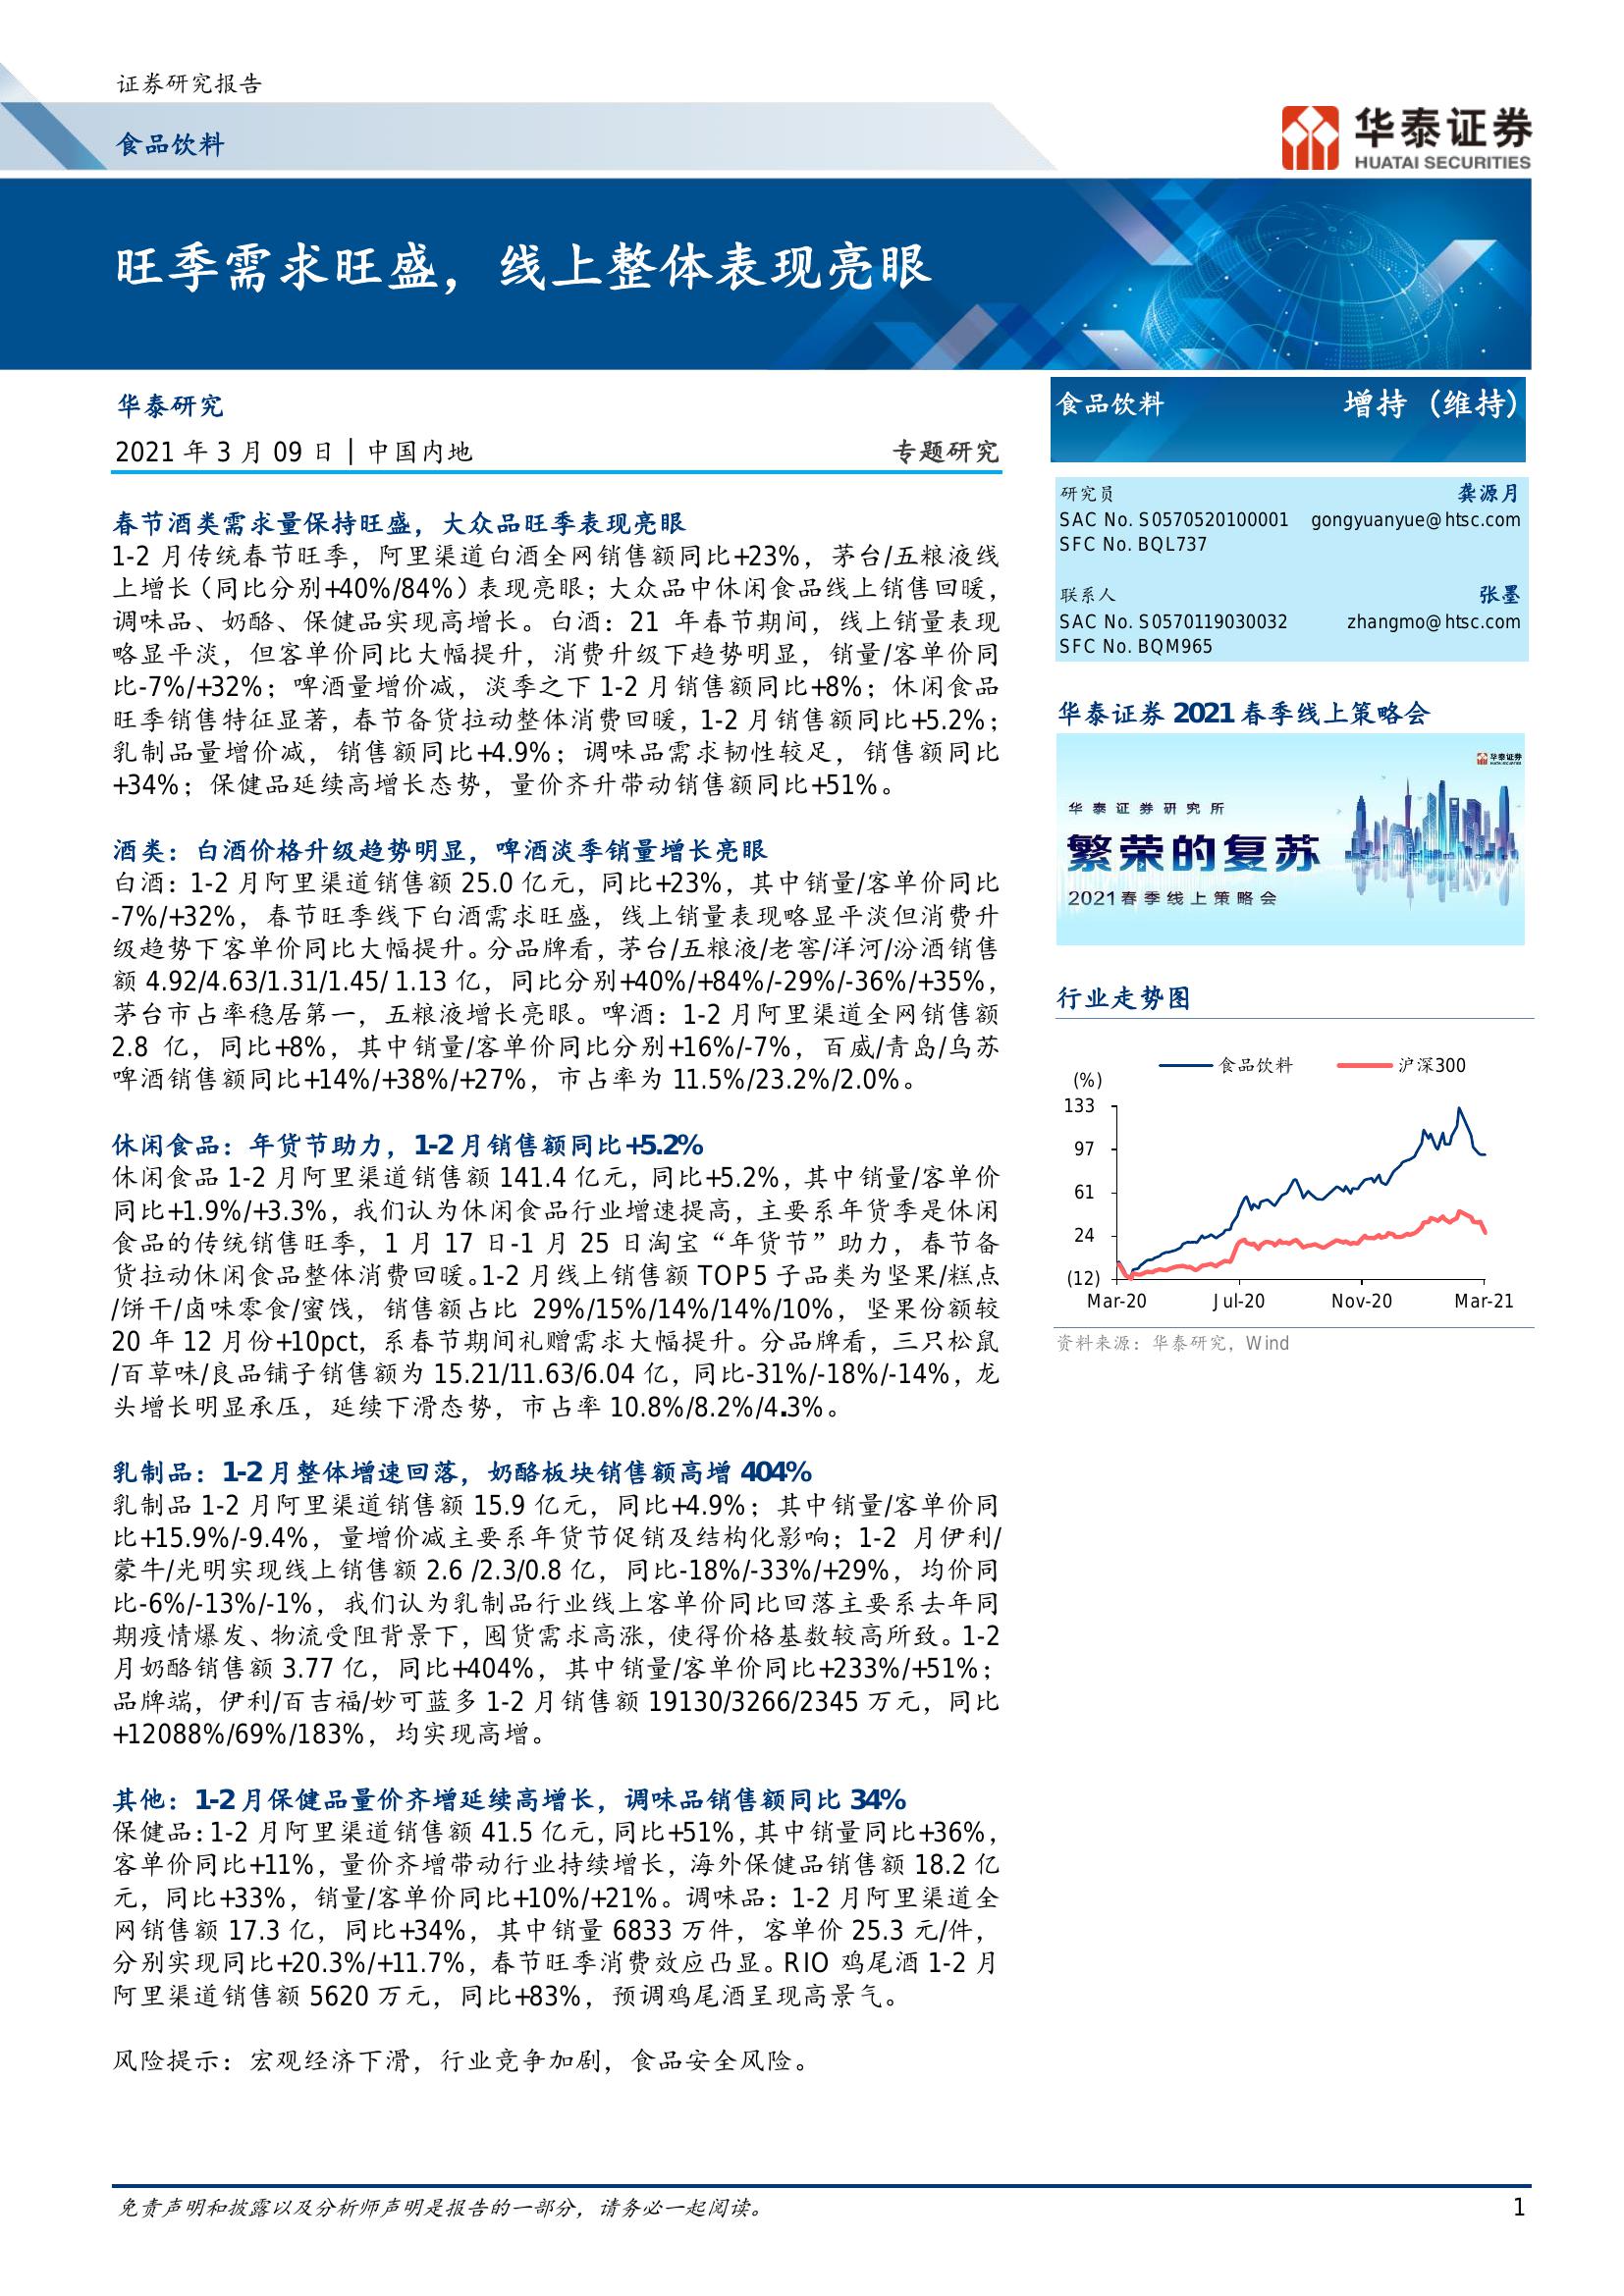 证券研究报告
食品饮料
华泰证券
HUATAI SECURITIES
旺季需求旺盛，线上整体表现亮眼
华泰研究
2021 年 3 月 09 日│中国内地 专题研究
春节酒类需求量保持旺盛，大众品旺季表现亮眼
1-2 月传统春节旺季，阿里渠道白酒全网销售额同比+23%，茅台/五粮液线
上增长（同比分别+40%/84%）表现亮眼；大众品中休闲食品线上销售回暖，
调味品、奶酪、保健品实现高增长。白酒：21 年春节期间，线上销量表现
略显平淡，但客单价同比大幅提升，消费升级下趋势明显，销量/客单价同
比-7%/+32%；啤酒量增价减，淡季之下 1-2 月销售额同比+8%；休闲食品
旺季销售特征显著，春节备货拉动整体消费回暖，1-2 月销售额同比+5.2%；
乳制品量增价减，销售额同比+4.9%；调味品需求韧性较足，销售额同比
+34%；保健品延续高增长态势，量价齐升带动销售额同比+51%。
酒类：白酒价格升级趋势明显，啤酒淡季销量增长亮眼
白酒：1-2 月阿里渠道销售额 25.0 亿元，同比+23%，其中销量/客单价同比
-7%/+32%，春节旺季线下白酒需求旺盛，线上销量表现略显平淡但消费升
级趋势下客单价同比大幅提升。分品牌看，茅台/五粮液/老窖/洋河/汾酒销售
额 4.92/4.63/1.31/1.45/ 1.13 亿，同比分别+40%/+84%/-29%/-36%/+35%，
茅台市占率稳居第一，五粮液增长亮眼。啤酒：1-2 月阿里渠道全网销售额
2.8 亿，同比+8%，其中销量/客单价同比分别+16%/-7%，百威/青岛/乌苏
啤酒销售额同比+14%/+38%/+27%，市占率为 11.5%/23.2%/2.0%。
休闲食品：年货节助力，1-2 月销售额同比+5.2%
休闲食品 1-2 月阿里渠道销售额 141.4 亿元，同比+5.2%，其中销量/客单价
同比+1.9%/+3.3%，我们认为休闲食品行业增速提高，主要系年货季是休闲
食品的传统销售旺季，1 月 17 日-1 月 25 日淘宝“年货节”助力，春节备
货拉动休闲食品整体消费回暖。1-2 月线上销售额 TOP5 子品类为坚果/糕点
/饼干/卤味零食/蜜饯，销售额占比 29%/15%/14%/14%/10%，坚果份额较
20 年 12 月份+10pct，系春节期间礼赠需求大幅提升。分品牌看，三只松鼠
/百草味/良品铺子销售额为 15.21/11.63/6.04 亿，同比-31%/-18%/-14%，龙
头增长明显承压，延续下滑态势，市占率 10.8%/8.2%/4.3%。
乳制品：1-2 月整体增速回落，奶酪板块销售额高增 404%
乳制品 1-2 月阿里渠道销售额 15.9 亿元，同比+4.9%；其中销量/客单价同
比+15.9%/-9.4%，量增价减主要系年货节促销及结构化影响；1-2 月伊利/
蒙牛/光明实现线上销售额 2.6 /2.3/0.8 亿，同比-18%/-33%/+29%，均价同
比-6%/-13%/-1%，我们认为乳制品行业线上客单价同比回落主要系去年同
期疫情爆发、物流受阻背景下，囤货需求高涨，使得价格基数较高所致。1-2
月奶酪销售额 3.77 亿，同比+404%，其中销量/客单价同比+233%/+51%；
品牌端，伊利/百吉福/妙可蓝多 1-2 月销售额 19130/3266/2345 万元，同比
+12088%/69%/183%，均实现高增。
其他：1-2 月保健品量价齐增延续高增长，调味品销售额同比 34%
保健品：1-2 月阿里渠道销售额 41.5 亿元，同比+51%，其中销量同比+36%，
客单价同比+11%，量价齐增带动行业持续增长，海外保健品销售额 18.2 亿
元，同比+33%，销量/客单价同比+10%/+21%。调味品：1-2 月阿里渠道全
网销售额 17.3 亿，同比+34%，其中销量 6833 万件，客单价 25.3 元/件，
分别实现同比+20.3%/+11.7%，春节旺季消费效应凸显。RIO 鸡尾酒 1-2 月
阿里渠道销售额 5620 万元，同比+83%，预调鸡尾酒呈现高景气。
风险提示：宏观经济下滑，行业竞争加剧，食品安全风险。
食品饮料 增持（维持）
研究员 龚源月
SAC No. S0570520100001 gongyuanyue@htsc.com
SFC No. BQL737
联系人 张墨
SAC No. S0570119030032 zhangmo@htsc.com
SFC No. BQM965
华泰证券 2021 春季线上策略会
华泰证券
HUATAI SECURITIES
华泰证券研究所
繁荣的复苏
2021春季线上策略会
行业走势图
食品饮料 沪深300
(%)
133
97
61
24
(12)
Mar-20 Jul-20 Nov-20 Mar-21
资料来源：华泰研究，Wind
免责声明和披露以及分析师声明是报告的一部分，请务必一起阅读。 1